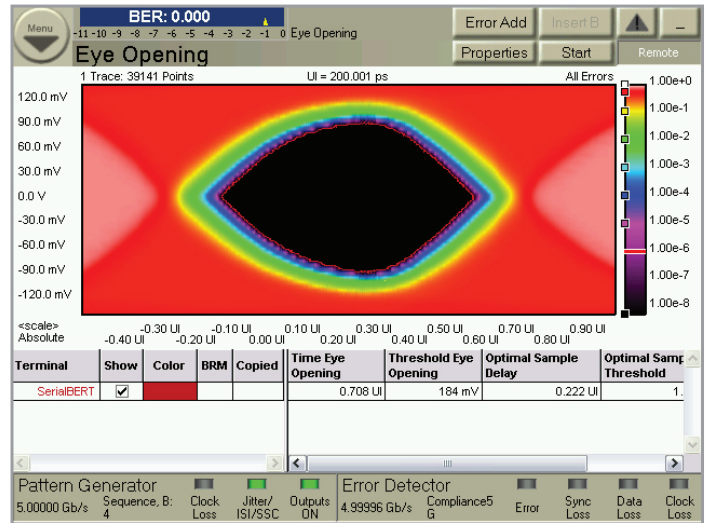 Menu
BER: 0.000
-11 -10 -9 -8 -7 -6 -5 -4 -3 -2 -1 0 Eye Opening
Error Add
Insert B
Eye Opening
Properties
Start
Remote
1 Trace: 39141 Points
UI = 200.001 ps
All Errors
120.0 mV
90.0 mV
60.0 mV
30.0 mV
0.0 V
-30.0 mV
-60.0 mV
-90.0 mV
-120.0 mV
1.00e+0
1.00e-1
1.00e-2
1.00e-3
1.00e-4
1.00e-5
1.00e-6
1.00e-7
1.00e-8
<scale>
Absolute
-0.30 UI -0.10 UI 0.10 UI 0.30 UI 0.50 UI 0.70 UI 0.90 UI
-0.40 UI -0.20 UI 0.00 UI 0.20 UI 0.40 UI 0.60 UI 0.80 UI
Terminal Show Color BRM Copied
SerialBERT
Time Eye Opening
Threshold Eye Opening
Optimal Sample Delay
Optimal Samp
Threshold
0.708 UI 184 mV 0.222 UI 1.
Pattern Generator
5.00000 Gb/s
Sequence, B: 4
Clock Loss
Jitter/ ISI/SSC
Outputs ON
Error Detector
4.99996 Gb/s
Compliance5 G
Error
Sync Loss
Data Loss
Clock Loss